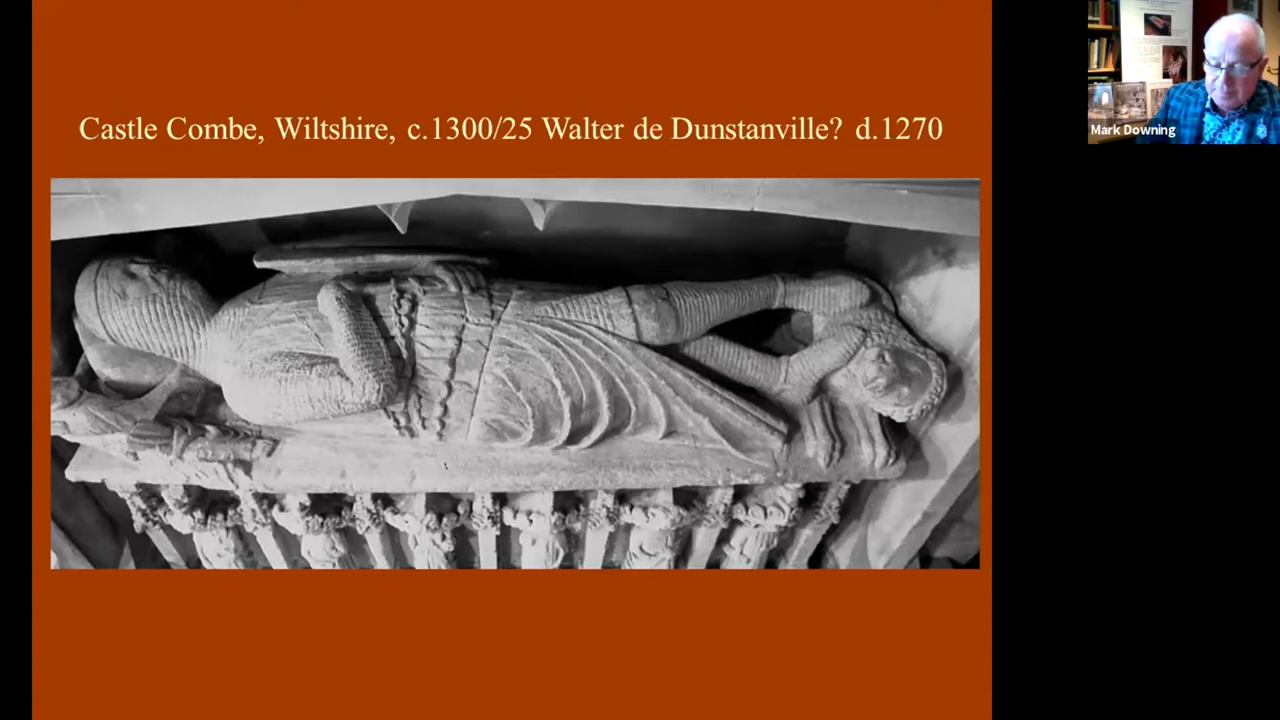 Castle Combe, Wiltshire, c.1300/25 Walter de Dunstanville? d.1270
Mark Downing